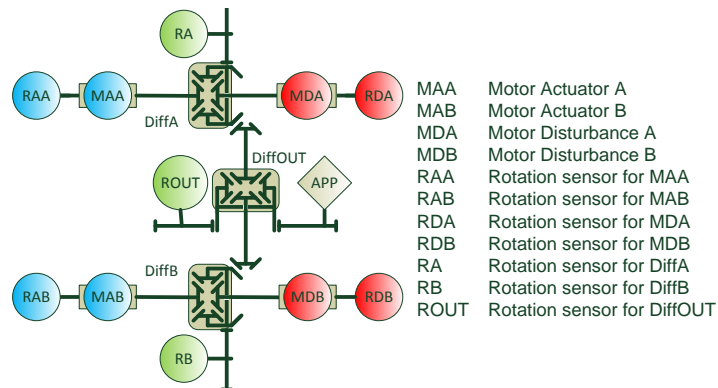 RA
RAA
MAA
MDA
RDA
DiffA
DiffOUT
ROUT
APP
DiffB
RAB
MAB
MDB
RDB
RB
MAA Motor Actuator A
MAB Motor Actuator B
MDA Motor Disturbance A
MDB Motor Disturbance B
RAA Rotation sensor for MAA
RAB Rotation sensor for MAB
RDA Rotation sensor for MDA
RDB Rotation sensor for MDB
RA Rotation sensor for DiffA
RB Rotation sensor for DiffB
ROUT Rotation sensor for DiffOUT